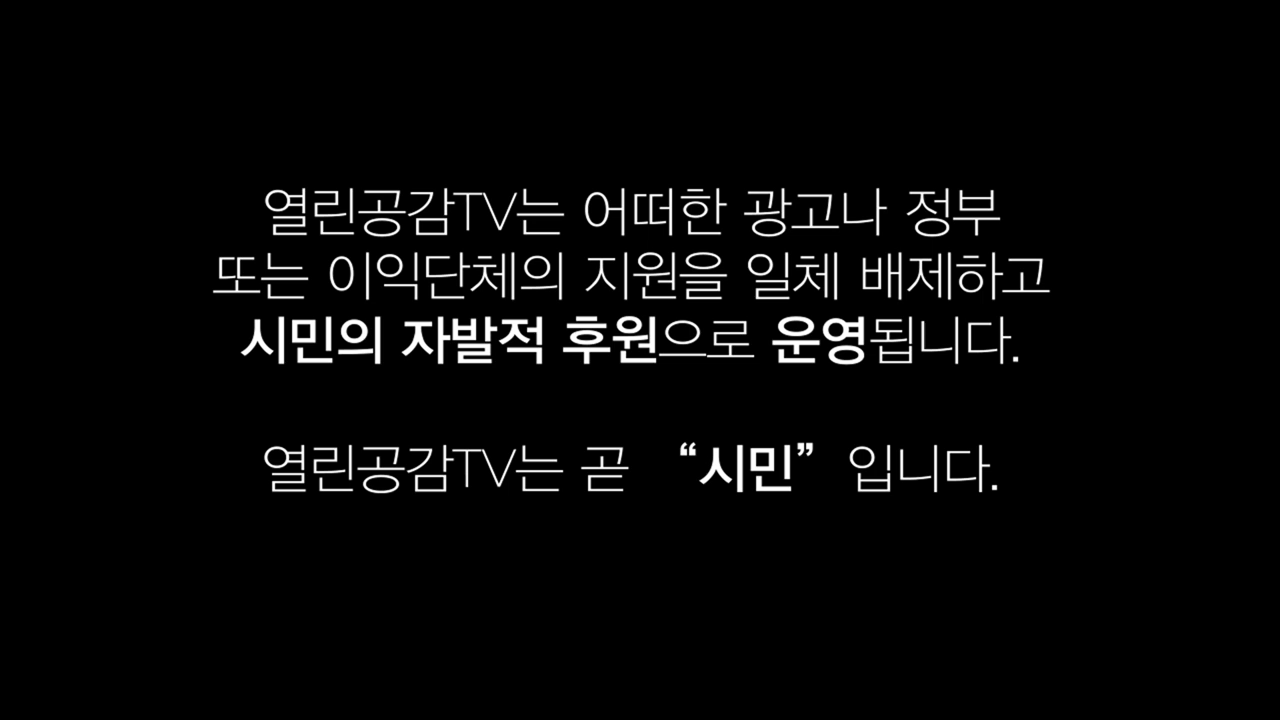 열린공감TV는 어떠한 광고나 정부
또는 이익단체의 지원을 일체 배제하고
시민의 자발적 후원으로 운영됩니다.
열린공감TV는 곧 “시민” 입니다.